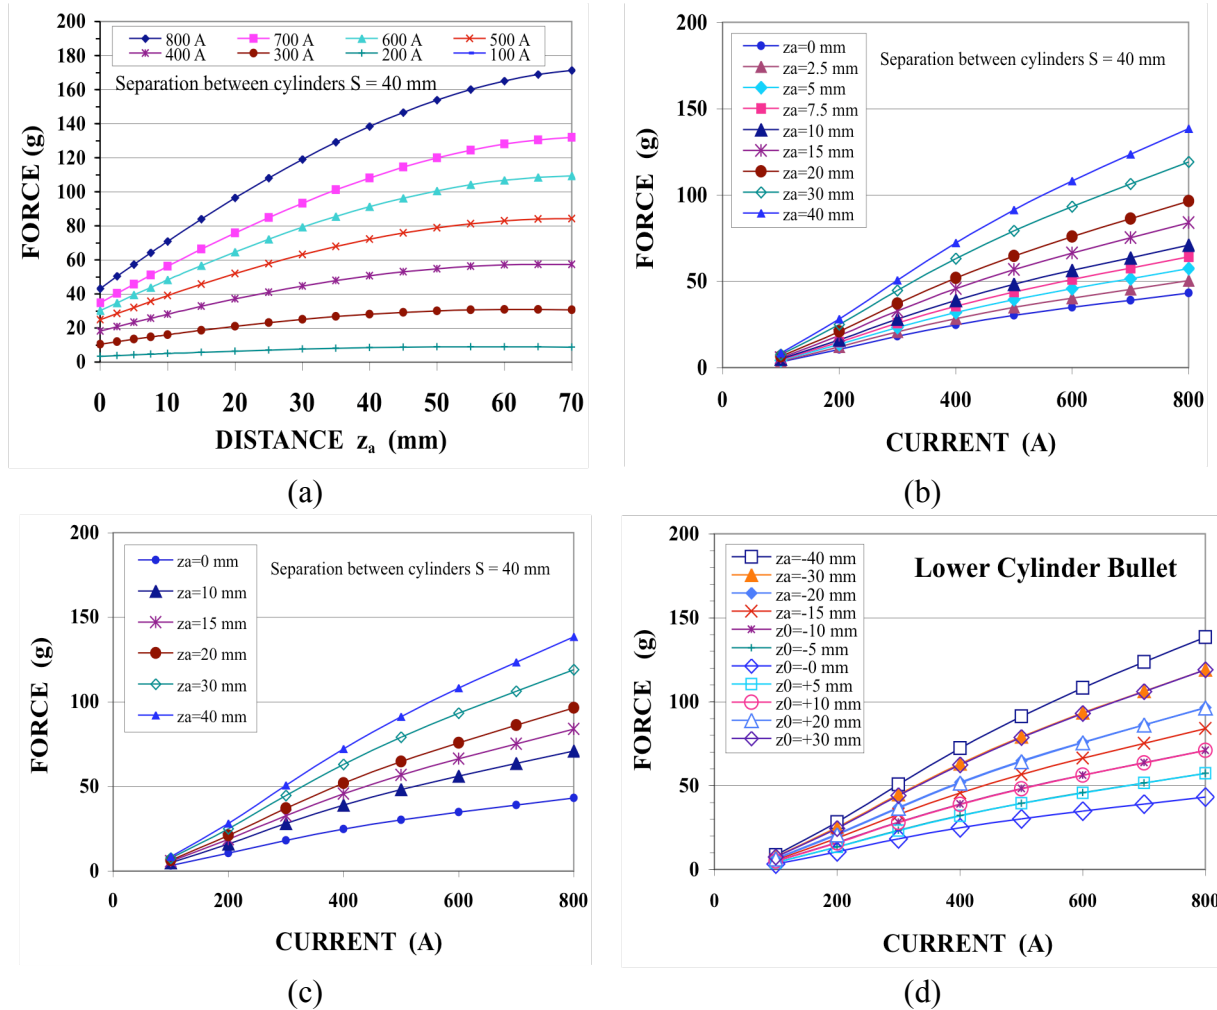 200
180
160
140
120
100
80
60
40
20
0
FORCE (g)
800 A 700 A 600 A 500 A
400 A 300 A 200 A 100 A
Separation between cylinders S = 40 mm
0 10 20 30 40 50 60 70
DISTANCE za (mm)
(a)
200
150
100
50
0
FORCE (g)
za=0 mm
za=2.5 mm
za=5 mm
za=7.5 mm
za=10 mm
za=15 mm
za=20 mm
za=30 mm
za=40 mm
Separation between cylinders S = 40 mm
0 200 400 600 800
CURRENT (A)
(b)
200
150
100
50
0
FORCE (g)
za=0 mm
za=10 mm
za=15 mm
za=20 mm
za=30 mm
za=40 mm
Separation between cylinders S = 40 mm
0 200 400 600 800
CURRENT (A)
(c)
200
150
100
50
0
FORCE (g)
za=-40 mm
za=-30 mm
za=-20 mm
za=-15 mm
z0=-10 mm
z0=-5 mm
z0=-0 mm
z0=+5 mm
z0=+10 mm
z0=+20 mm
z0=+30 mm
Lower Cylinder Bullet
0 200 400 600 800
CURRENT (A)
(d)